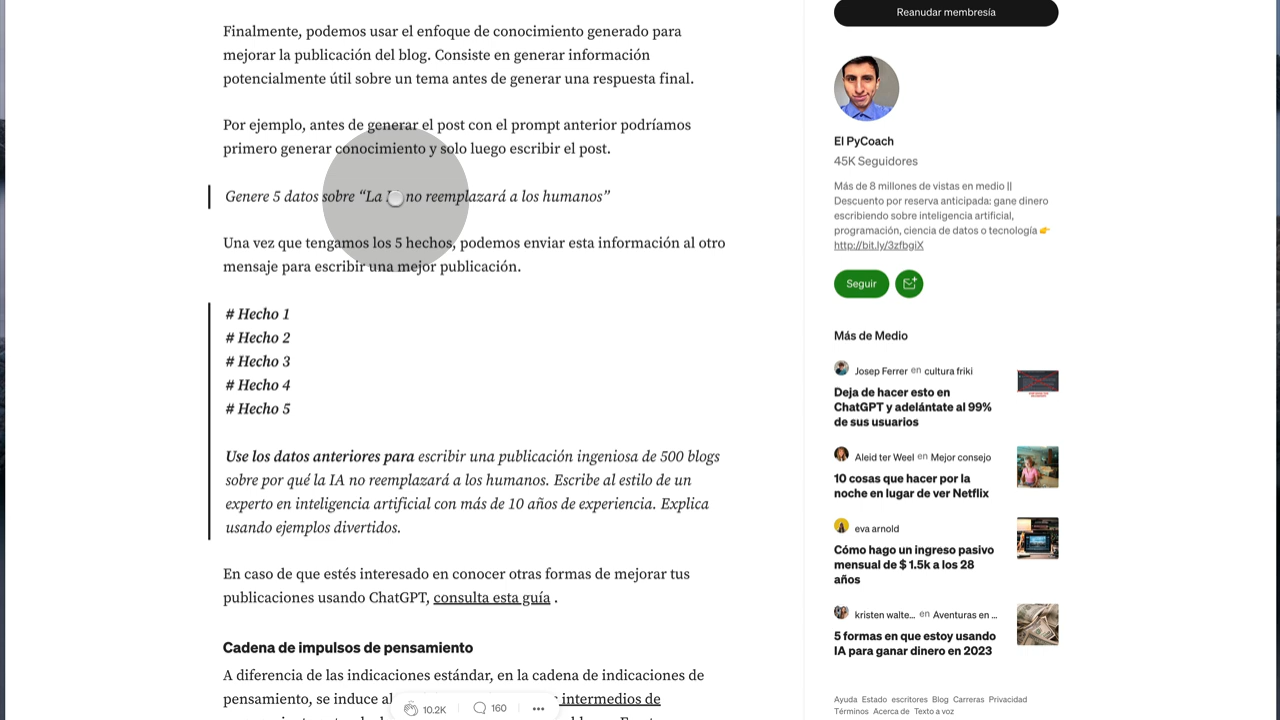 Finalmente, podemos usar el enfoque de conocimiento generado para
mejorar la publicación del blog. Consiste en generar información
potencialmente útil sobre un tema antes de generar una respuesta final.
Por ejemplo, antes de generar el post con el prompt anterior podríamos
primero generar conocimiento y solo luego escribir el post.
Genere 5 datos sobre “La no reemplazará a los humanos”
Una vez que tengamos los 5 hechos, podemos enviar esta información al otro
mensaje para escribir una mejor publicación.
# Hecho 1
# Hecho 2
# Hecho 3
# Hecho 4
# Hecho 5
Use los datos anteriores para escribir una publicación ingeniosa de 500 blogs
sobre por qué la IA no reemplazará a los humanos. Escribe al estilo de un
experto en inteligencia artificial con más de 10 años de experiencia. Explica
usando ejemplos divertidos.
En caso de que estés interesado en conocer otras formas de mejorar tus
publicaciones usando ChatGPT, consulta esta guía .
Cadena de impulsos de pensamiento
A diferencia de las indicaciones estándar, en la cadena de indicaciones de
pensamiento, se induce al intermedios de
10.2K
160
Reanudar membresía
El PyCoach
45K Seguidores
Más de 8 millones de vistas en medio ||
Descuento por reserva anticipada: gane dinero
escribiendo sobre inteligencia artificial,
programación, ciencia de datos o tecnología 👉
http://bit.ly/3zfbgiX
Seguir
Más de Medio
Josep Ferrer en cultura friki
Deja de hacer esto en
ChatGPT y adelántate al 99%
de sus usuarios
Aleid ter Weel en Mejor consejo
10 cosas que hacer por la
noche en lugar de ver Netflix
eva arnold
Cómo hago un ingreso pasivo
mensual de $ 1.5k a los 28
años
kristen walte... en Aventuras en ...
5 formas en que estoy usando
IA para ganar dinero en 2023
Ayuda Estado escritores Blog Carreras Privacidad
Términos Acerca de Texto a voz